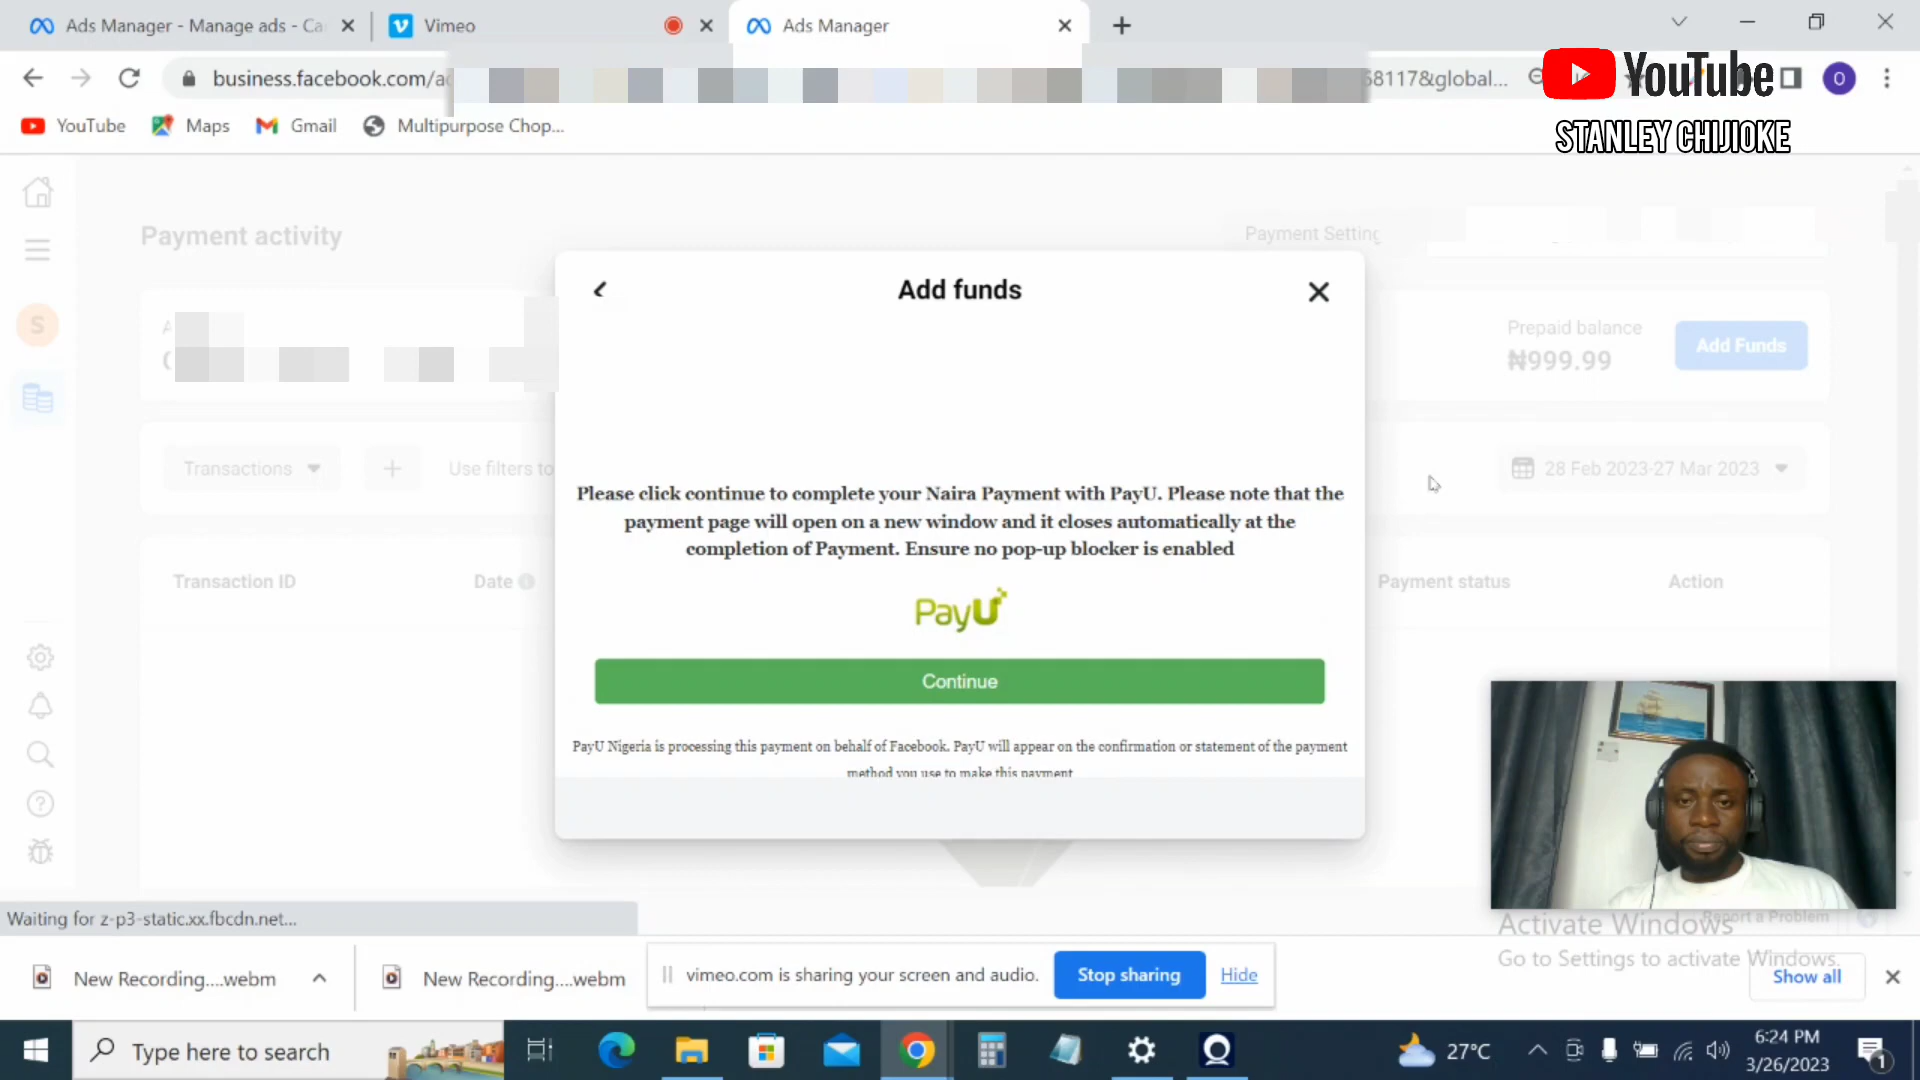 Ads Manager - Manage ads - Ca
Vimeo
Ads Manager
business.facebook.com/a
58117&global...
O
YouTube
STANLEY CHIJIOKE
YouTube
Maps
Gmail
Multipurpose Chop...
Payment activity
Payment Setting
Add funds
S
Prepaid balance
₦999.99
Add Funds
Transactions
Use filters to
28 Feb 2023-27 Mar 2023
Please click continue to complete your Naira Payment with PayU. Please note that the
payment page will open on a new window and it closes automatically at the
completion of Payment. Ensure no pop-up blocker is enabled
Transaction ID
Date
Payment status
Action
PayU
Continue
PayU Nigeria is processing this payment on behalf of Facebook. PayU will appear on the confirmation or statement of the payment
method you use to make this payment
Waiting for z-p3-static.xx.fbcdn.net...
Report a Problem
Activate Windows
Go to Settings to activate Windows.
New Recording....webm
New Recording....webm
vimeo.com is sharing your screen and audio.
Stop sharing
Hide
Show all
Type here to search
27°C
6:24 PM
3/26/2023
1